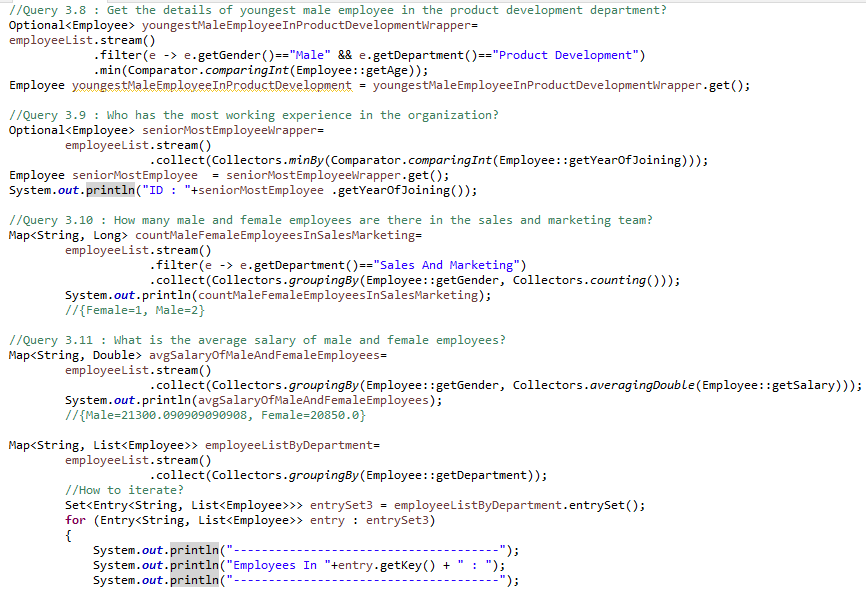 //Query 3.8 : Get the details of youngest male employee in the product development department?
Optional<Employee> youngestMaleEmployeeInProductDevelopmentWrapper=
employeeList.stream()
            .filter(e -> e.getGender()=="Male" && e.getDepartment()=="Product Development")
            .min(Comparator.comparingInt(Employee::getAge));
Employee youngestMaleEmployeeInProductDevelopment = youngestMaleEmployeeInProductDevelopmentWrapper.get();

//Query 3.9 : Who has the most working experience in the organization?
Optional<Employee> seniorMostEmployeeWrapper=
        employeeList.stream()
                    .collect(Collectors.minBy(Comparator.comparingInt(Employee::getYearOfJoining)));
Employee seniorMostEmployee  = seniorMostEmployeeWrapper.get();
System.out.println("ID : "+seniorMostEmployee .getYearOfJoining());

//Query 3.10 : How many male and female employees are there in the sales and marketing team?
Map<String, Long> countMaleFemaleEmployeesInSalesMarketing=
        employeeList.stream()
                    .filter(e -> e.getDepartment()=="Sales And Marketing")
                    .collect(Collectors.groupingBy(Employee::getGender, Collectors.counting()));
        System.out.println(countMaleFemaleEmployeesInSalesMarketing);
        //{Female=1, Male=2}

//Query 3.11 : What is the average salary of male and female employees?
Map<String, Double> avgSalaryOfMaleAndFemaleEmployees=
        employeeList.stream()
                    .collect(Collectors.groupingBy(Employee::getGender, Collectors.averagingDouble(Employee::getSalary)));
        System.out.println(avgSalaryOfMaleAndFemaleEmployees);
        //{Male=21300.090909090908, Female=20850.0}

Map<String, List<Employee>> employeeListByDepartment=
        employeeList.stream()
                    .collect(Collectors.groupingBy(Employee::getDepartment));
        //How to iterate?
        Set<Entry<String, List<Employee>>> entrySet3 = employeeListByDepartment.entrySet();
        for (Entry<String, List<Employee>> entry : entrySet3)
        {
            System.out.println("--------------------------------------");
            System.out.println("Employees In "+entry.getKey() + " : ");
            System.out.println("--------------------------------------");